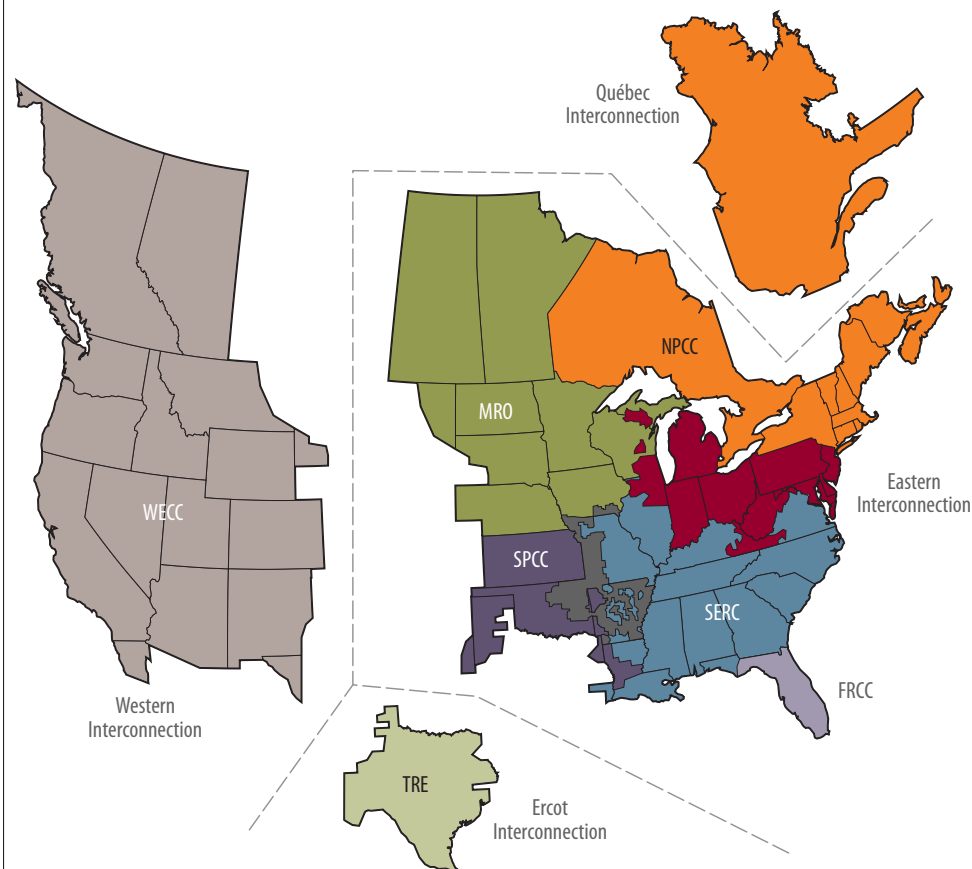 Québec
Interconnection
NPCC
MRO
Eastern
Interconnection
WECC
SPCC
SERC
FRCC
Western
Interconnection
TRE
Ercot
Interconnection